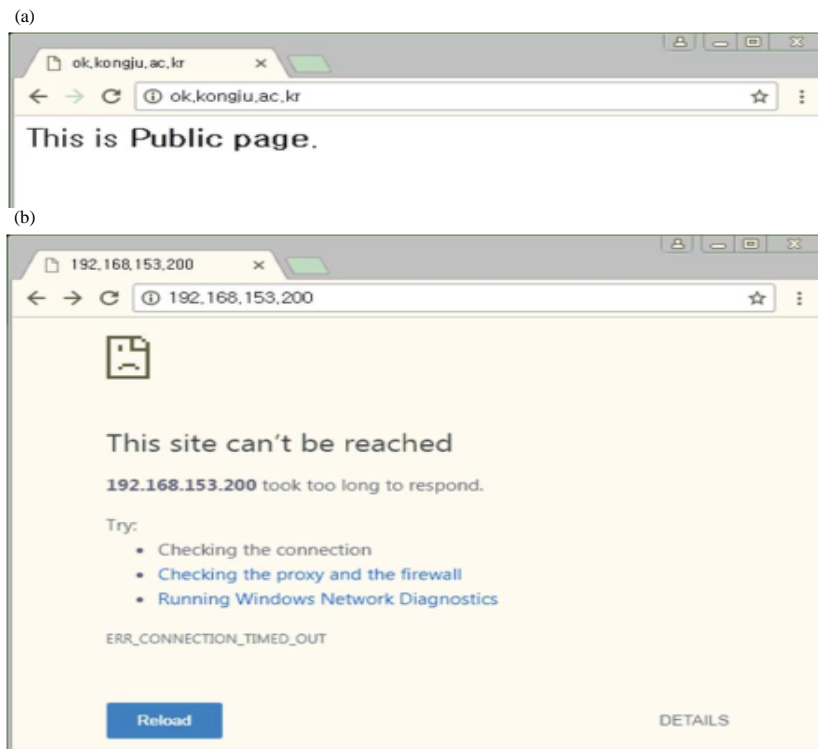 (a)
ok,kongju,ac,kr
ok,kongju,ac,kr
This is Public page.
(b)
192,168,153,200
192,168,153,200
This site can't be reached
192.168.153.200 took too long to respond.
Try:
• Checking the connection
• Checking the proxy and the firewall
• Running Windows Network Diagnostics
ERR_CONNECTION_TIMED_OUT
Reload DETAILS